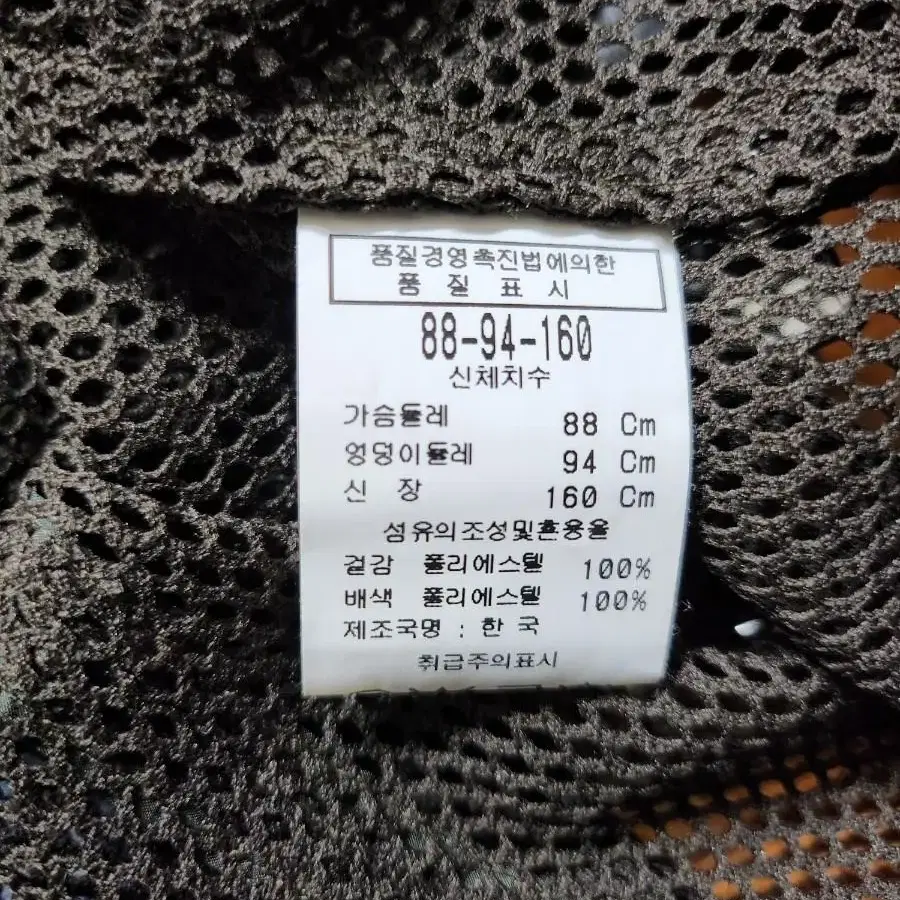 품질경영촉진법에의한
품 질 표 시
88-94-160
신체치수
가슴둘레 88 Cm
엉덩이둘레 94 Cm
신 장 160 Cm
섬유의조성및혼용율
겉감 폴리에스텔 100%
배색 폴리에스텔 100%
제조국명 : 한 국
취급주의표시